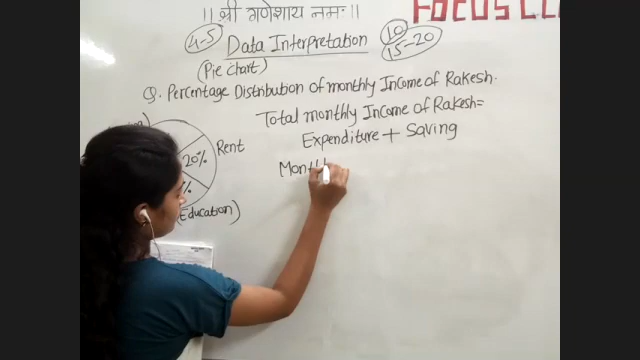 ।। श्री गणेशाय नमः।।
FOCUS
4-5
Data Interpretation
10
15-20
(Pie chart)
Q. Percentage Distribution of monthly Income of Rakesh.
Total monthly Income of Rakesh=
Expenditure + Saving
20%
Rent
Month
%
(Education)